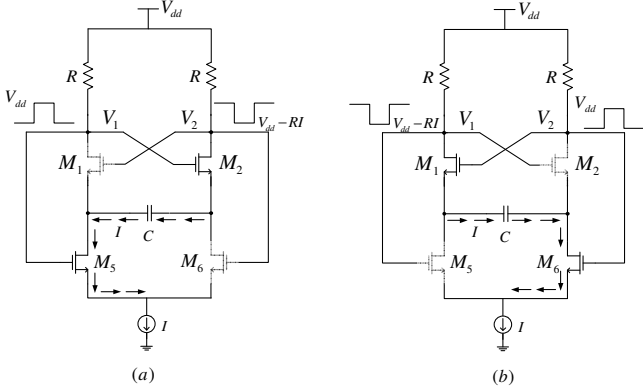 V_dd
V_dd
R
R
R
R
V_dd
V_dd
V_1
V_2
V_dd–RI
V_dd–RI
V_1
V_2
M_1
M_2
M_1
M_2
I
C
I
C
M_5
M_6
M_5
M_6
I
I
(a)
(b)